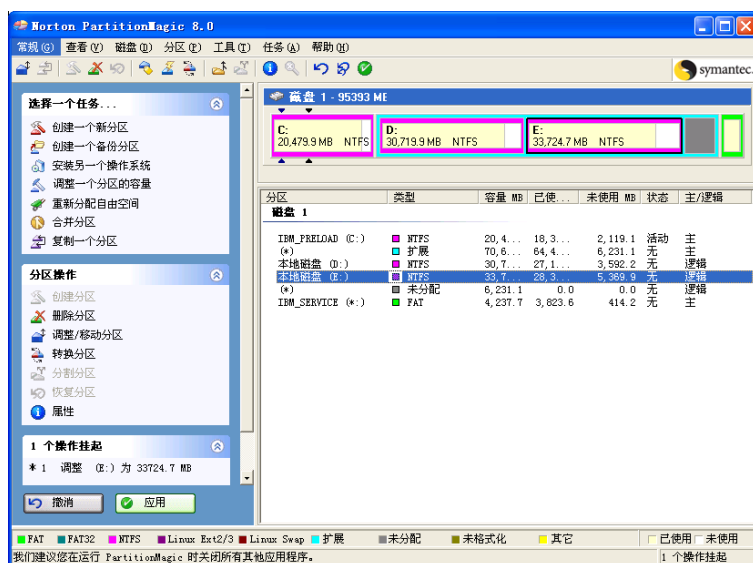 Norton PartitionMagic 8.0
常规(G) 查看(V) 磁盘(D) 分区(P) 工具(T) 任务(A) 帮助(H)
symantec.
选择一个任务...
创建一个新分区
创建一个备份分区
安装另一个操作系统
调整一个分区的容量
重新分配自由空间
合并分区
复制一个分区
分区操作
创建分区
删除分区
调整/移动分区
转换分区
分割分区
恢复分区
属性
1 个操作挂起
* 1 调整 (E:) 为 33724.7 MB
撤消 应用
磁盘 1 - 95393 ME
C: D: E:
20,479.9 MB NTFS 30,719.9 MB NTFS 33,724.7 MB NTFS
分区 类型 容量 MB 已使... 未使用 MB 状态 主/逻辑
磁盘 1
IBM_PRELOAD (C:) NTFS 20,4... 18,3... 2,119.1 活动 主
(*) 扩展 70,6... 64,4... 6,231.1 无 主
本地磁盘 (D:) NTFS 30,7... 27,1... 3,592.2 无 逻辑
本地磁盘 (E:) NTFS 33,7... 28,3... 5,369.9 无 逻辑
(*) 未分配 6,231.1 0.0 0.0 无 逻辑
IBM_SERVICE (*:) FAT 4,237.7 3,823.6 414.2 无 主
FAT FAT32 NTFS Linux Ext2/3 Linux Swap 扩展 未分配 未格式化 其它 已使用 未使用
我们建议您在运行 PartitionMagic 时关闭所有其他应用程序。 1 个操作挂起